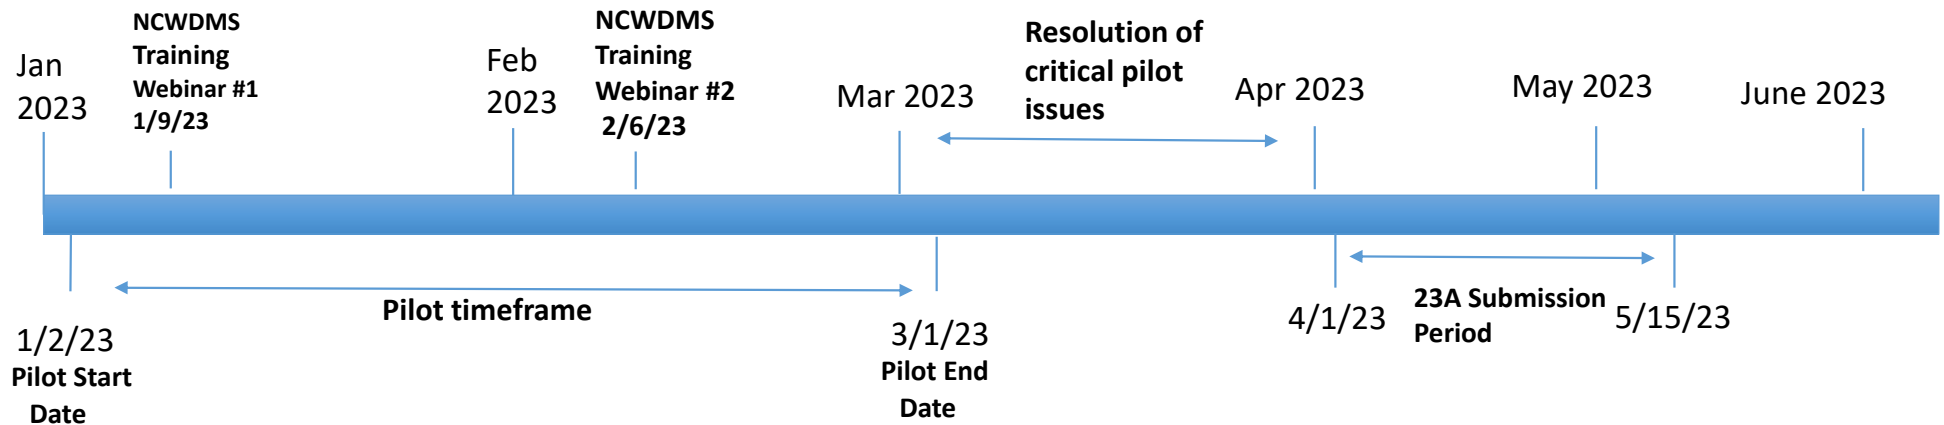 Jan
2023
NCWDMS
Training
Webinar #1
1/9/23
Feb
2023
NCWDMS
Training
Webinar #2
2/6/23
Mar 2023
Resolution of
critical pilot
issues
Apr 2023
May 2023
June 2023
1/2/23
Pilot Start
Date
Pilot timeframe
3/1/23
Pilot End
Date
4/1/23
23A Submission
Period
5/15/23